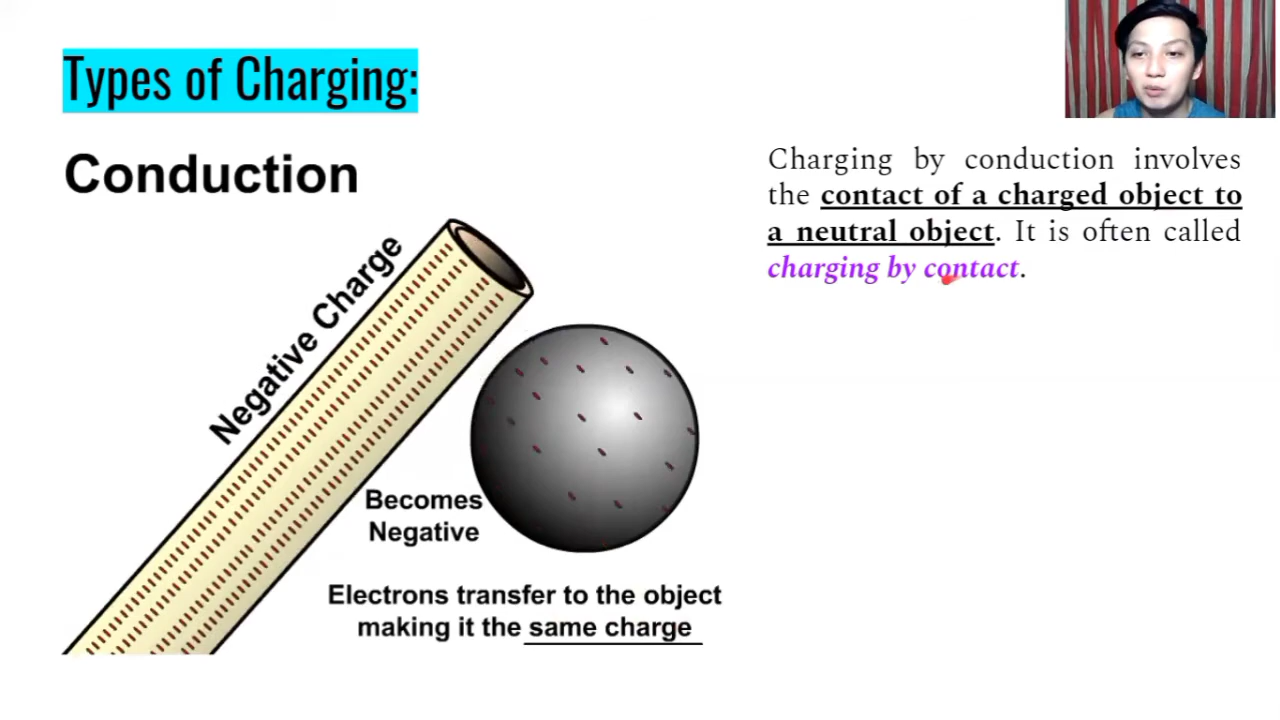 Types of Charging:
Conduction
Charging by conduction involves
the contact of a charged object to
a neutral object. It is often called
charging by contact.
Negative Charge
Becomes
Negative
Electrons transfer to the object
making it the same charge